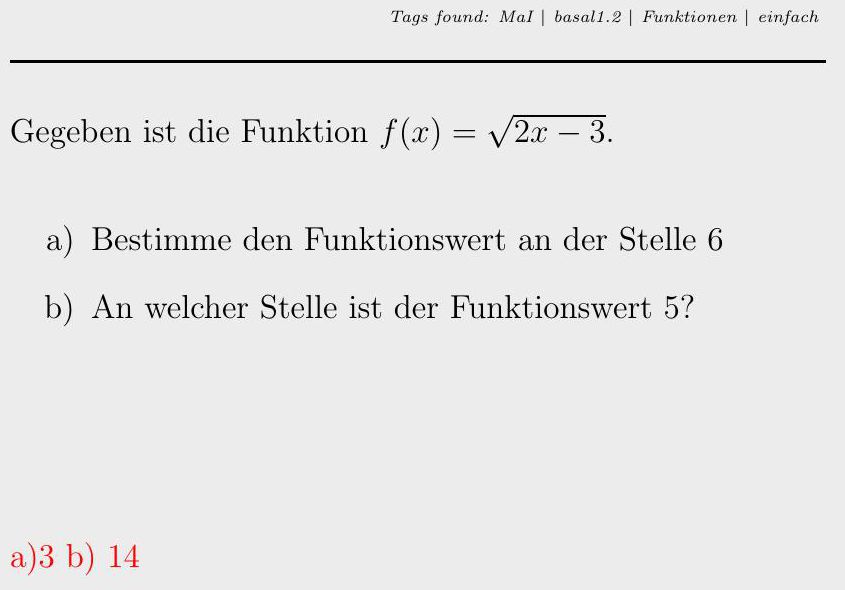 Tags found: MaI | basal1.2 | Funktionen | einfach
Gegeben ist die Funktion f(x) = √(2x − 3).
a) Bestimme den Funktionswert an der Stelle 6
b) An welcher Stelle ist der Funktionswert 5?
a)3 b) 14